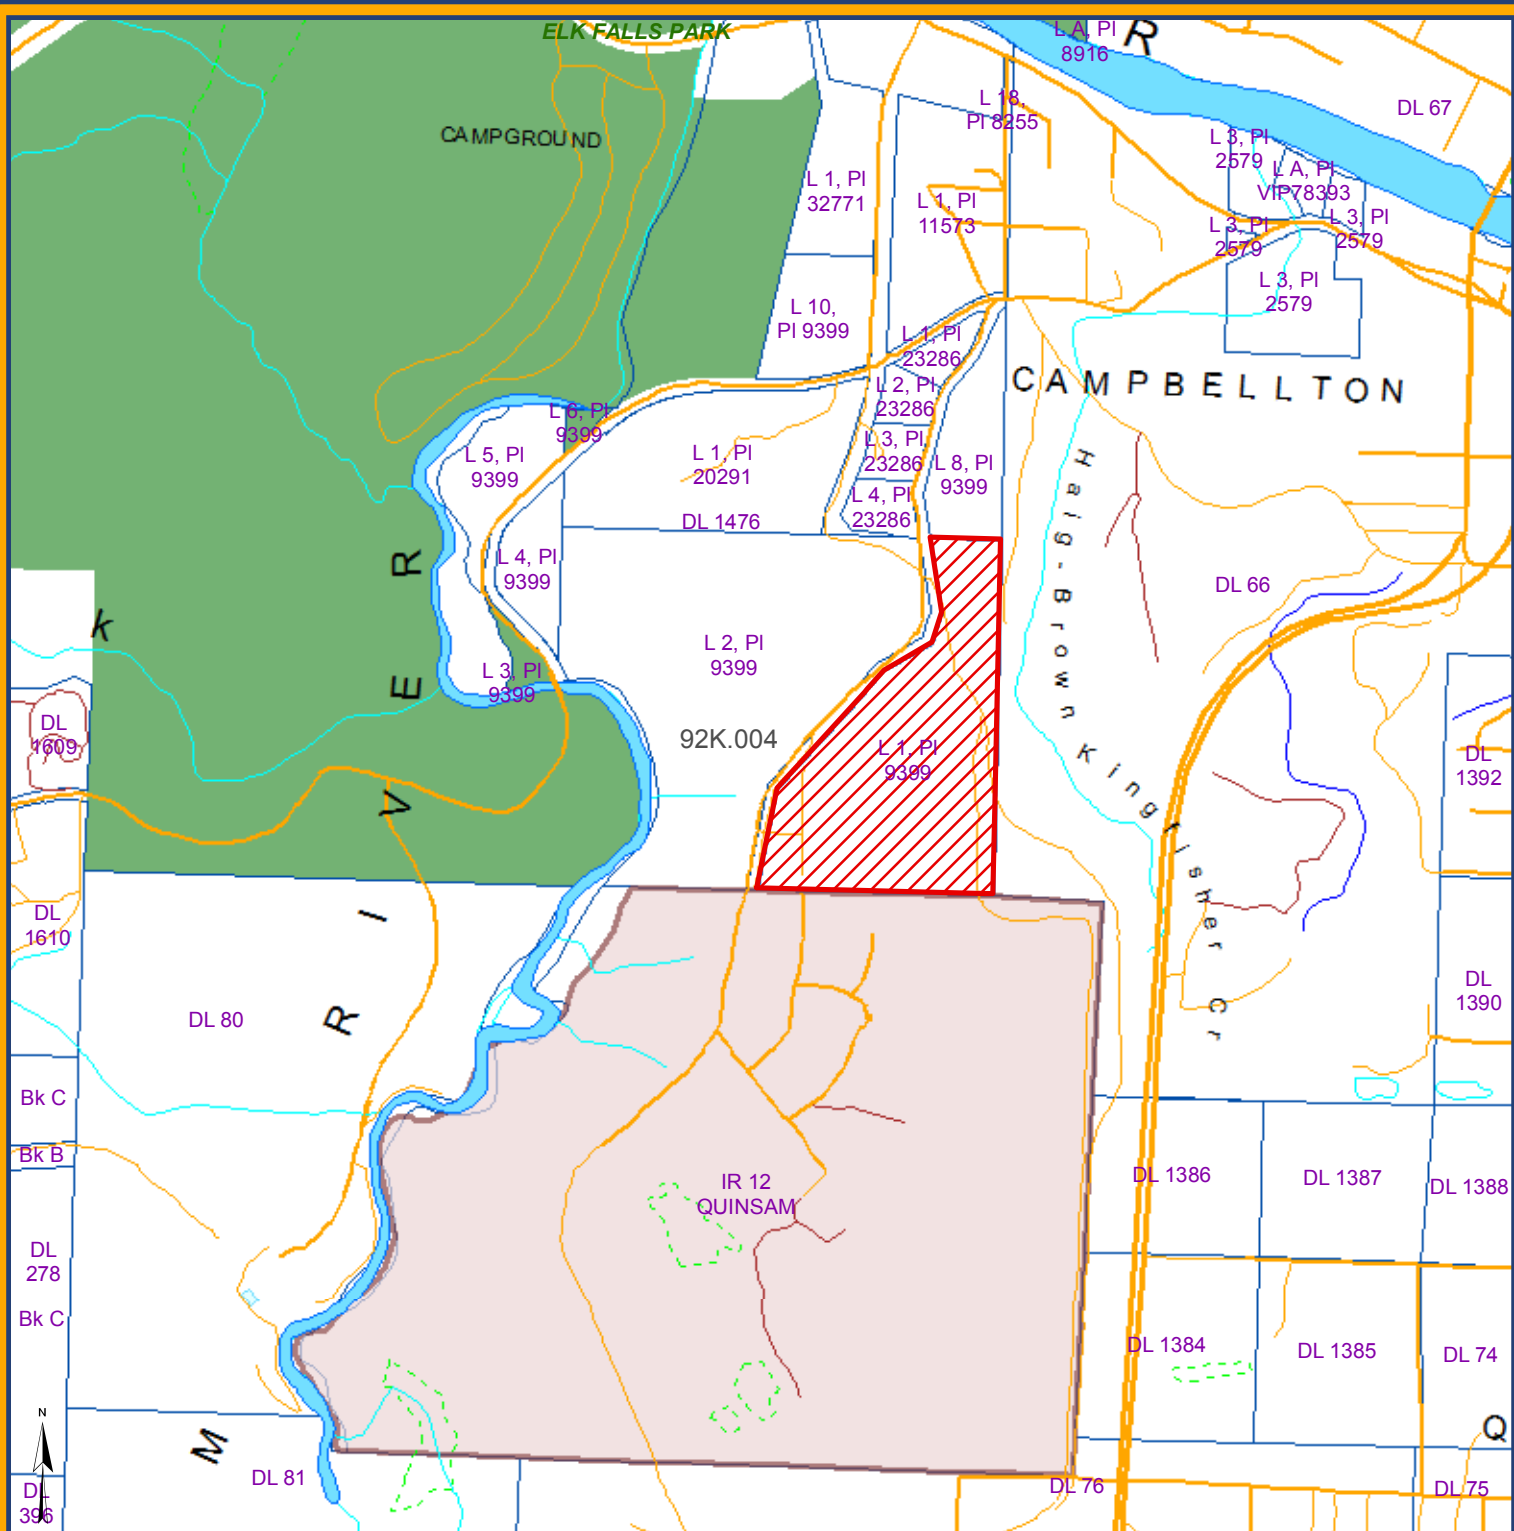 ELK FALLS PARK
L A, Pl
8916
R
DL 67
L 18,
Pl 8255
CAMPGROUND
L 3, Pl
2579
L A, Pl
VIP78393
L 1, Pl
32771
L 1, Pl
11573
L 3, Pl
2579
L 3, Pl
2579
L 3, Pl
2579
L 10,
Pl 9399
L 1, Pl
23286
CAMPBELLTON
L 2, Pl
23286
L 6, Pl
9399
L 3, Pl
23286
L 5, Pl
9399
L 1, Pl
20291
L 8, Pl
9399
L 4, Pl
23286
DL 1476
Haig-Brown Kingfisher Cr
L 4, Pl
9399
DL 66
k
L 2, Pl
9399
L 3, Pl
9399
DL
1609
92K.004
L 1, Pl
9399
DL
1392
M RIVER
DL
1610
DL
1390
DL 80
Bk C
Bk B
IR 12
QUINSAM
DL 1386
DL 1387
DL 1388
DL
278
Bk C
DL 1384
DL 1385
DL 74
N
Q
DL 81
DL 76
DL 75
DL
396